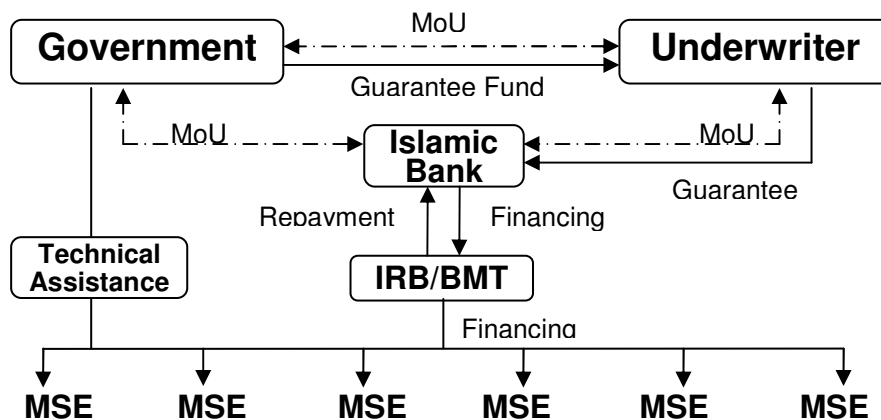 MoU
Government
Underwriter
Guarantee Fund
MoU
MoU
Islamic
Bank
Guarantee
Repayment
Financing
Technical
Assistance
IRB/BMT
Financing
MSE
MSE
MSE
MSE
MSE
MSE